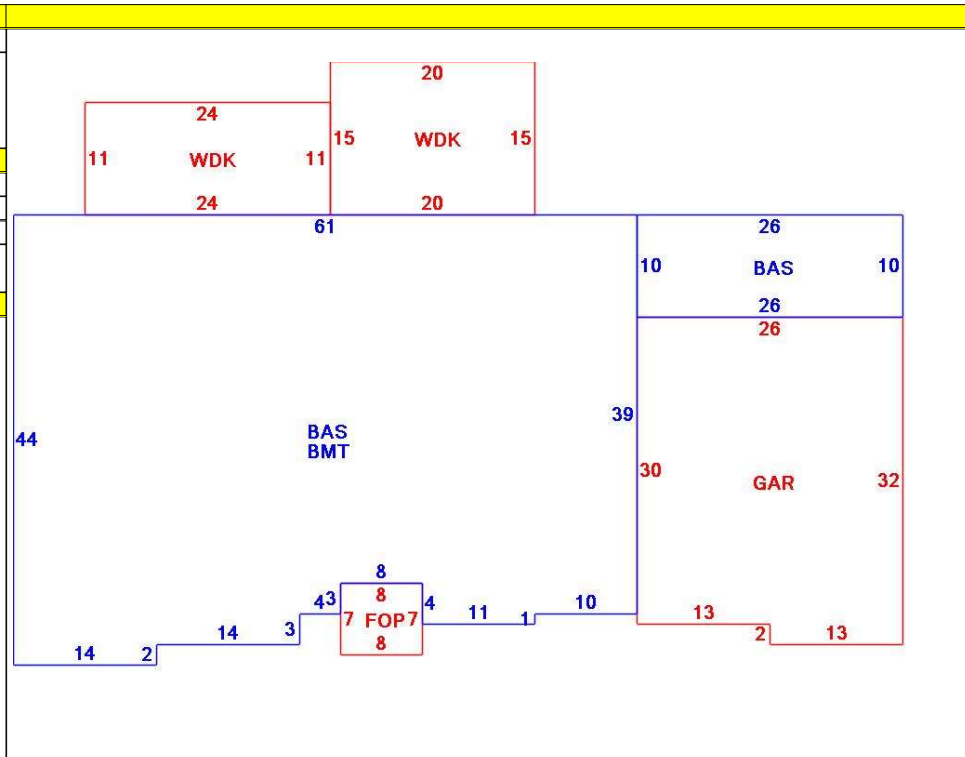 20
24
15 WDK 15
11 WDK 11
24 20
61 26
10 BAS 10
26
26
39
44 BAS
BMT
30 GAR 32
8
4 3 8 4 10
7 FOP 7 11 1 13
14 3 8 2 13
14 2